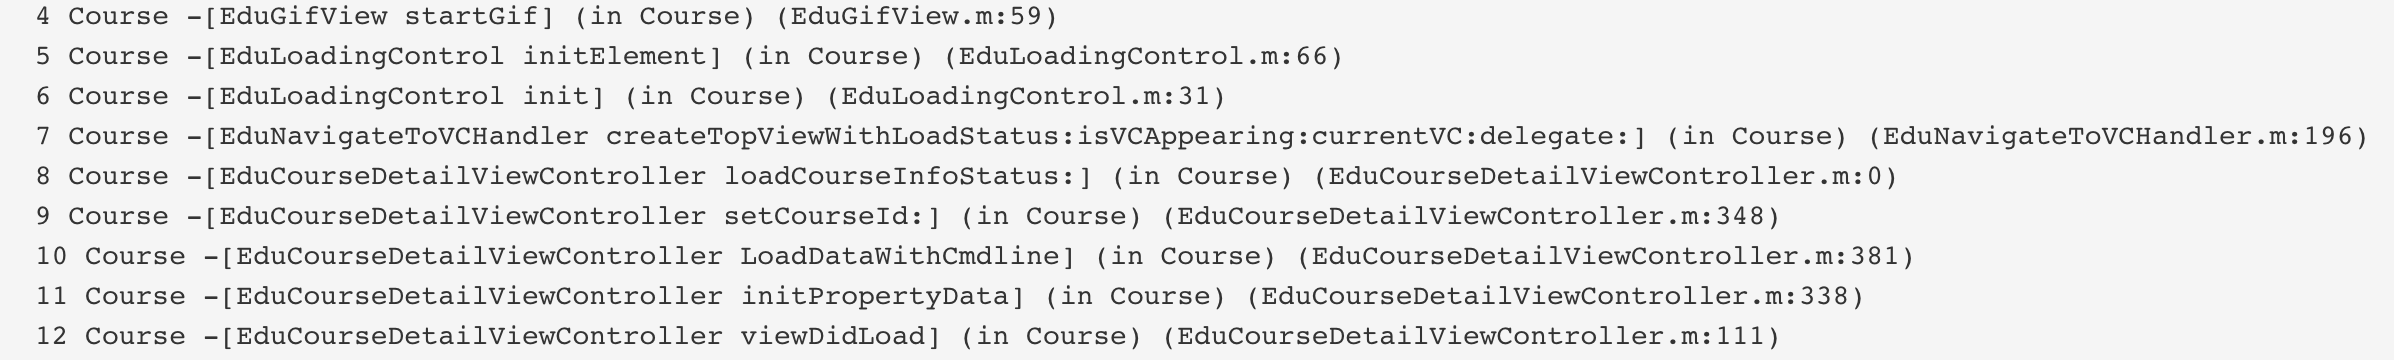 4 Course -[EduGifView startGif] (in Course) (EduGifView.m:59)
5 Course -[EduLoadingControl initElement] (in Course) (EduLoadingControl.m:66)
6 Course -[EduLoadingControl init] (in Course) (EduLoadingControl.m:31)
7 Course -[EduNavigateToVCHandler createTopViewWithLoadStatus:isVCAppearing:currentVC:delegate:] (in Course) (EduNavigateToVCHandler.m:196)
8 Course -[EduCourseDetailViewController loadCourseInfoStatus:] (in Course) (EduCourseDetailViewController.m:0)
9 Course -[EduCourseDetailViewController setCourseId:] (in Course) (EduCourseDetailViewController.m:348)
10 Course -[EduCourseDetailViewController LoadDataWithCmdline] (in Course) (EduCourseDetailViewController.m:381)
11 Course -[EduCourseDetailViewController initPropertyData] (in Course) (EduCourseDetailViewController.m:338)
12 Course -[EduCourseDetailViewController viewDidLoad] (in Course) (EduCourseDetailViewController.m:111)